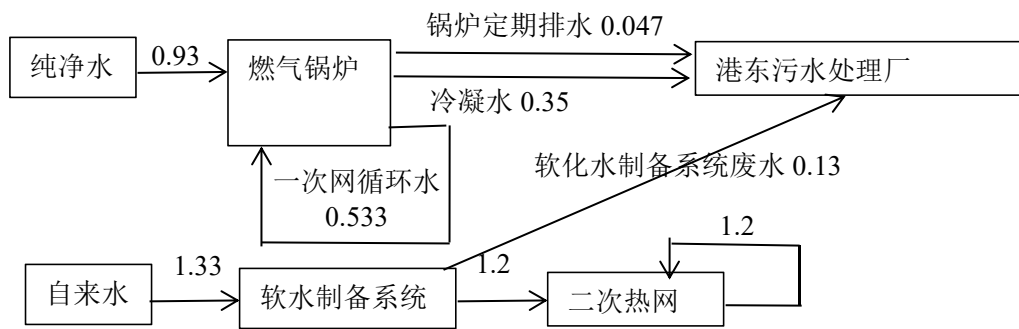 锅炉定期排水 0.047
纯净水
0.93
燃气锅炉
港东污水处理厂
冷凝水 0.35
一次网循环水
0.533
软化水制备系统废水 0.13
自来水
1.33
软水制备系统
1.2
二次热网
1.2